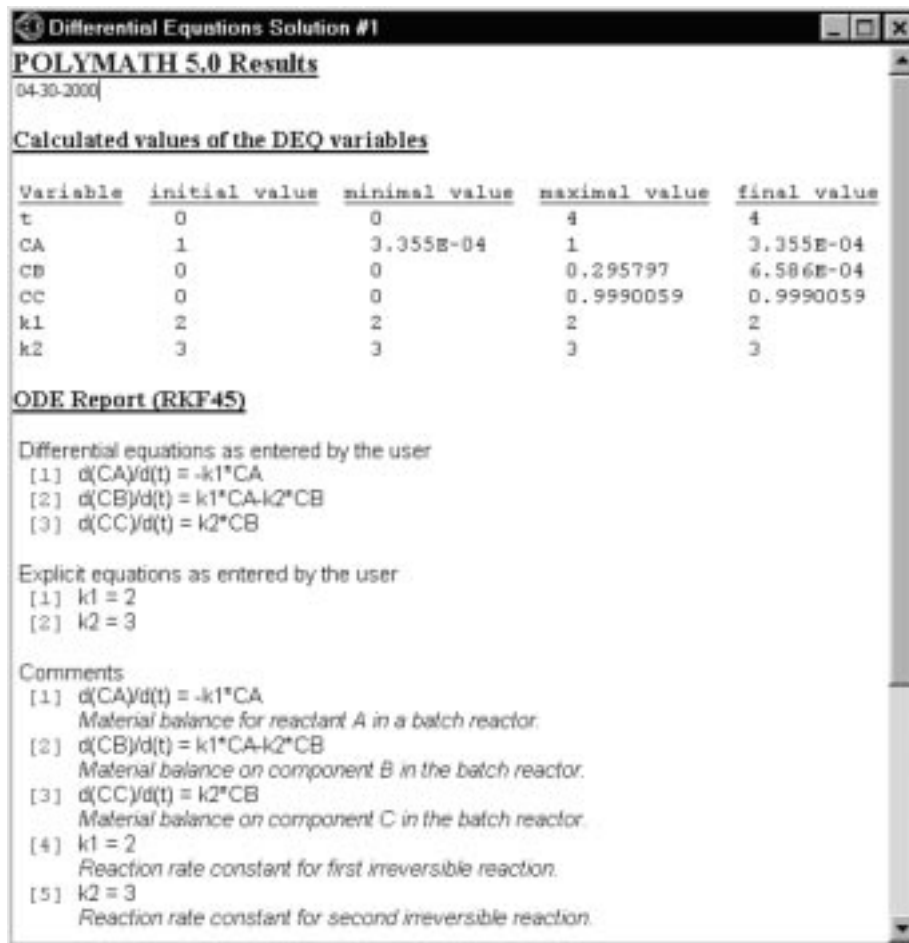 Differential Equations Solution #1
POLYMATH 5.0 Results
04-30-2000
Calculated values of the DEQ variables
Variable initial value minimal value maximal value final value
t 0 0 4 4
CA 1 3.355E-04 1 3.355E-04
CB 0 0 0.295797 6.586E-04
CC 0 0 0.9990059 0.9990059
k1 2 2 2 2
k2 3 3 3 3
ODE Report (RKF45)
Differential equations as entered by the user
[1] d(CA)/d(t) = -k1*CA
[2] d(CB)/d(t) = k1*CA-k2*CB
[3] d(CC)/d(t) = k2*CB
Explicit equations as entered by the user
[1] k1 = 2
[2] k2 = 3
Comments
[1] d(CA)/d(t) = -k1*CA
Material balance for reactant A in a batch reactor.
[2] d(CB)/d(t) = k1*CA-k2*CB
Material balance on component B in the batch reactor.
[3] d(CC)/d(t) = k2*CB
Material balance on component C in the batch reactor.
[4] k1 = 2
Reaction rate constant for first irreversible reaction.
[5] k2 = 3
Reaction rate constant for second irreversible reaction.